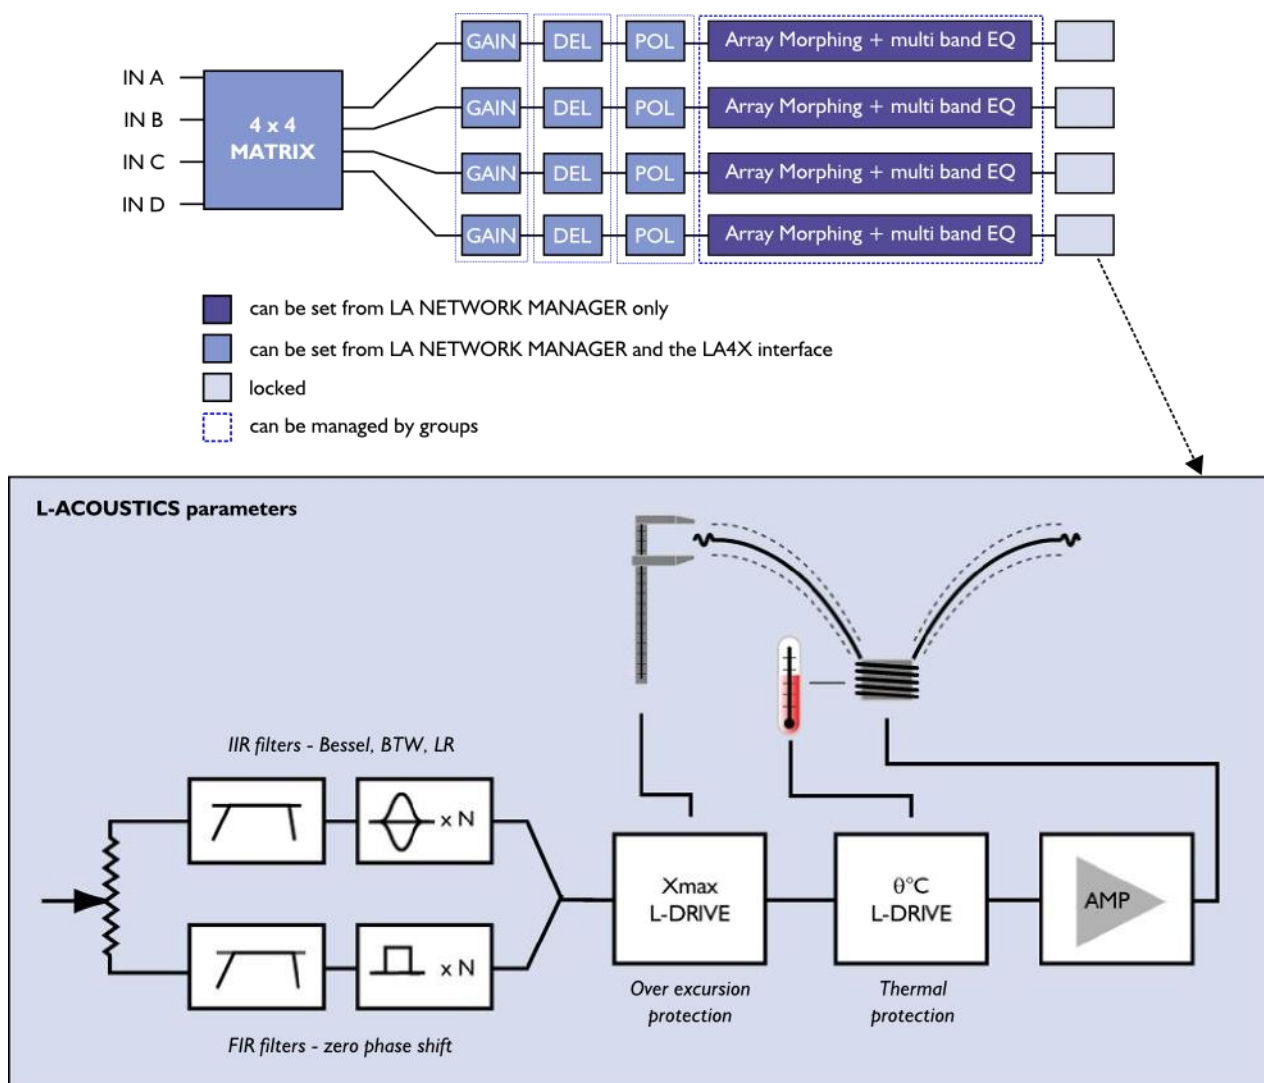 GAIN DEL POL Array Morphing + multi band EQ
IN A
IN B
IN C
IN D
4 x 4
MATRIX
GAIN DEL POL Array Morphing + multi band EQ
GAIN DEL POL Array Morphing + multi band EQ
GAIN DEL POL Array Morphing + multi band EQ
can be set from LA NETWORK MANAGER only
can be set from LA NETWORK MANAGER and the LA4X interface
locked
can be managed by groups
L-ACOUSTICS parameters
IIR filters - Bessel, BTW, LR
x N
x N
FIR filters - zero phase shift
Xmax
L-DRIVE
Over excursion
protection
θ°C
L-DRIVE
Thermal
protection
AMP